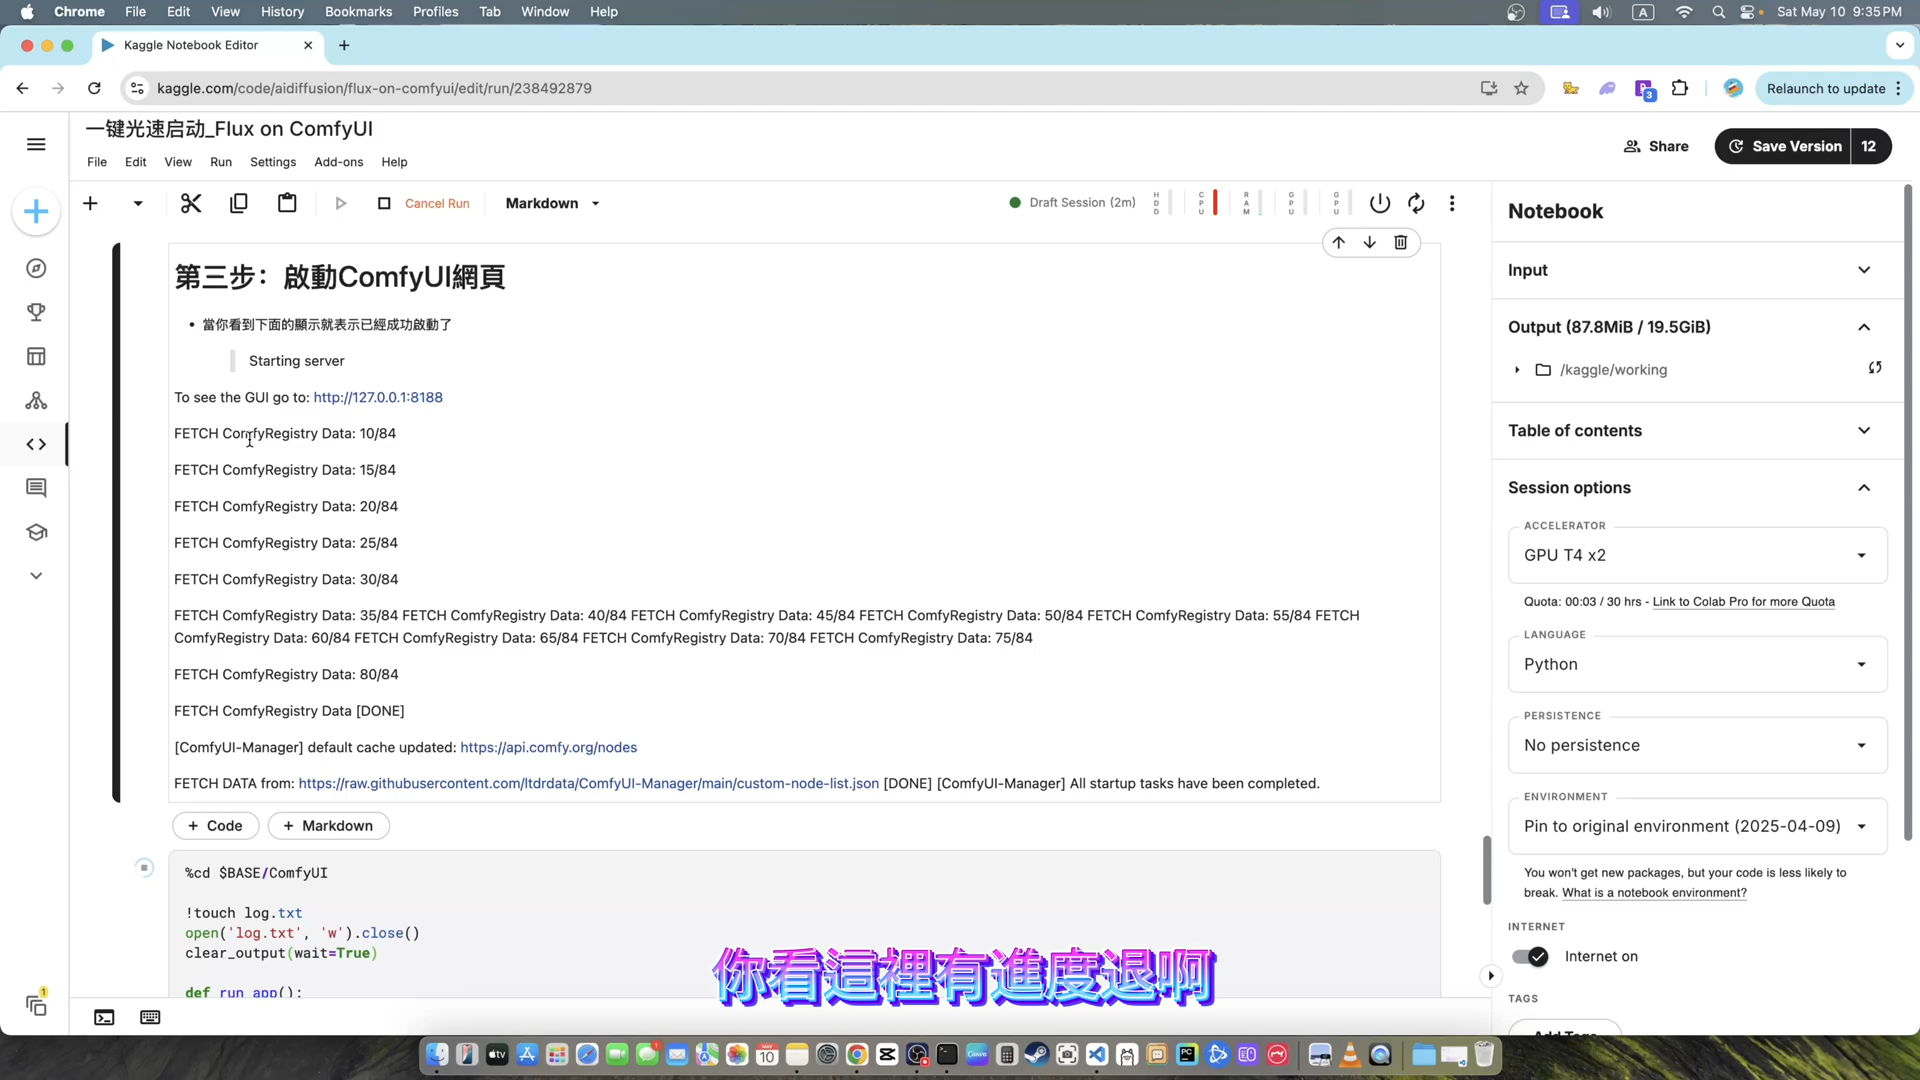 Chrome File Edit View History Bookmarks Profiles Tab Window Help
A
Sat May 10 9:35 PM
Kaggle Notebook Editor
kaggle.com/code/aidiffusion/flux-on-comfyui/edit/run/238492879
3
Relaunch to update
一键光速启动_Flux on ComfyUI
File Edit View Run Settings Add-ons Help
Share
Save Version 12
Cancel Run
Markdown
Draft Session (2m)
HDD CPU RAM GPU GPU
第三步：啟動ComfyUI網頁
• 當你看到下面的顯示就表示已經成功啟動了
Starting server
To see the GUI go to: http://127.0.0.1:8188
FETCH ComfyRegistry Data: 10/84
FETCH ComfyRegistry Data: 15/84
FETCH ComfyRegistry Data: 20/84
FETCH ComfyRegistry Data: 25/84
FETCH ComfyRegistry Data: 30/84
FETCH ComfyRegistry Data: 35/84 FETCH ComfyRegistry Data: 40/84 FETCH ComfyRegistry Data: 45/84 FETCH ComfyRegistry Data: 50/84 FETCH ComfyRegistry Data: 55/84 FETCH
ComfyRegistry Data: 60/84 FETCH ComfyRegistry Data: 65/84 FETCH ComfyRegistry Data: 70/84 FETCH ComfyRegistry Data: 75/84
FETCH ComfyRegistry Data: 80/84
FETCH ComfyRegistry Data [DONE]
[ComfyUI-Manager] default cache updated: https://api.comfy.org/nodes
FETCH DATA from: https://raw.githubusercontent.com/ltdrdata/ComfyUI-Manager/main/custom-node-list.json [DONE] [ComfyUI-Manager] All startup tasks have been completed.
+ Code
+ Markdown
%cd $BASE/ComfyUI
!touch log.txt
open('log.txt', 'w').close()
clear_output(wait=True)
def run_app():
你看這裡有進度退啊
Notebook
Input
Output (87.8MiB / 19.5GiB)
/kaggle/working
Table of contents
Session options
ACCELERATOR
GPU T4 x2
Quota: 00:03 / 30 hrs - Link to Colab Pro for more Quota
LANGUAGE
Python
PERSISTENCE
No persistence
ENVIRONMENT
Pin to original environment (2025-04-09)
You won't get new packages, but your code is less likely to
break. What is a notebook environment?
INTERNET
Internet on
TAGS
Add Tags
1
tv
MAY
10
Canva
PC